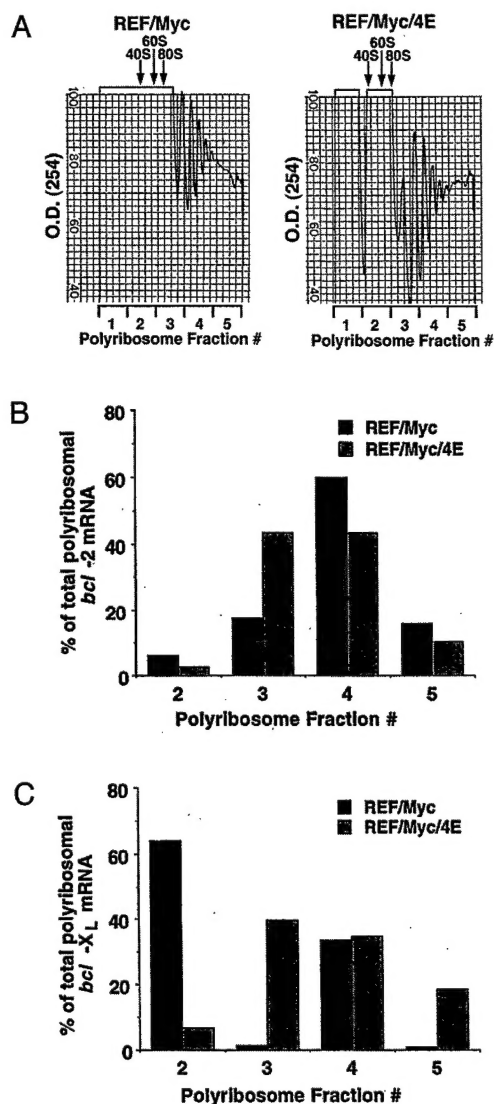 A
REF/Myc
60S
40S 80S
O.D. (254)
100
80
60
40
1 2 3 4 5
Polyribosome Fraction #
REF/Myc/4E
60S
40S 80S
O.D. (254)
100
80
60
40
1 2 3 4 5
Polyribosome Fraction #
B
% of total polyribosomal
bcl -2 mRNA
80
60
40
20
0
REF/Myc
REF/Myc/4E
2 3 4 5
Polyribosome Fraction #
C
% of total polyribosomal
bcl -XL mRNA
80
60
40
20
0
REF/Myc
REF/Myc/4E
2 3 4 5
Polyribosome Fraction #